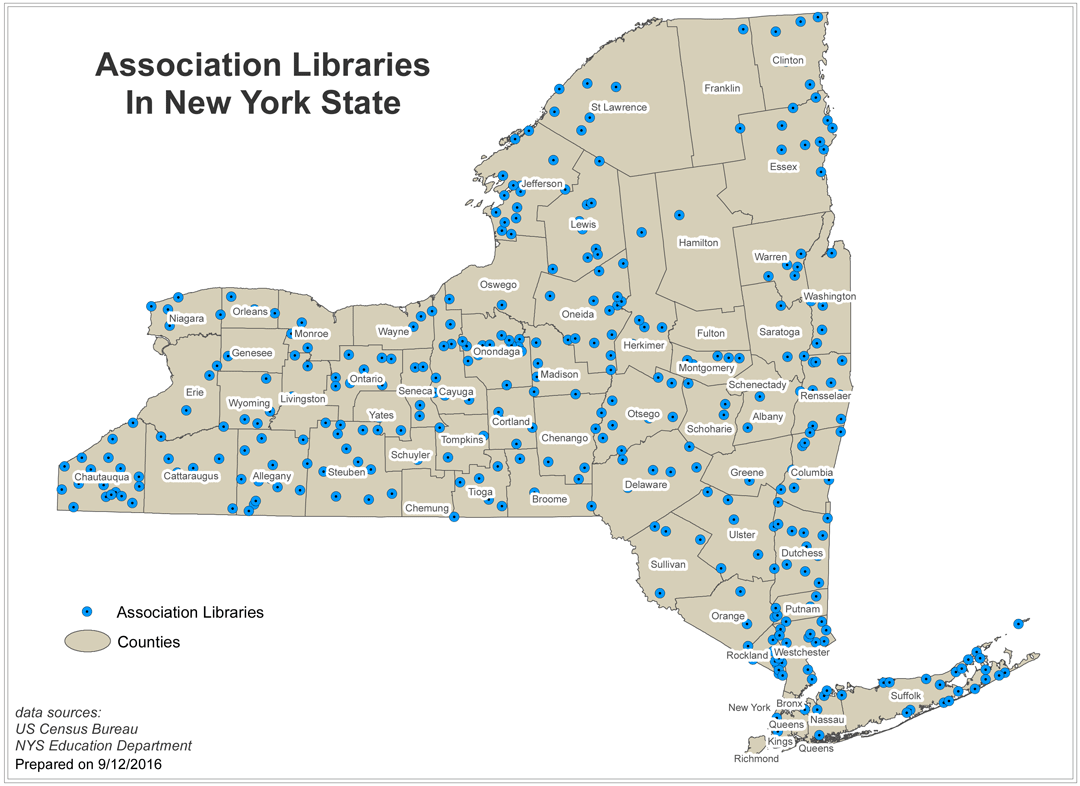 Association Libraries
In New York State
Clinton
Franklin
St Lawrence
Essex
Jefferson
Lewis
Hamilton
Warren
Oswego
Washington
Orleans
Niagara
Oneida
Monroe
Wayne
Fulton
Saratoga
Herkimer
Genesee
Onondaga
Montgomery
Madison
Ontario
Schenectady
Erie
Seneca
Cayuga
Rensselaer
Wyoming
Livingston
Yates
Otsego
Albany
Cortland
Schoharie
Tompkins
Chenango
Schuyler
Chautauqua
Cattaraugus
Allegany
Steuben
Greene
Columbia
Delaware
Tioga
Broome
Chemung
Ulster
Dutchess
Sullivan
Putnam
Orange
Rockland
Westchester
Suffolk
New York
Bronx
Nassau
Queens
Kings
Queens
Richmond
Association Libraries
Counties
data sources:
US Census Bureau
NYS Education Department
Prepared on 9/12/2016